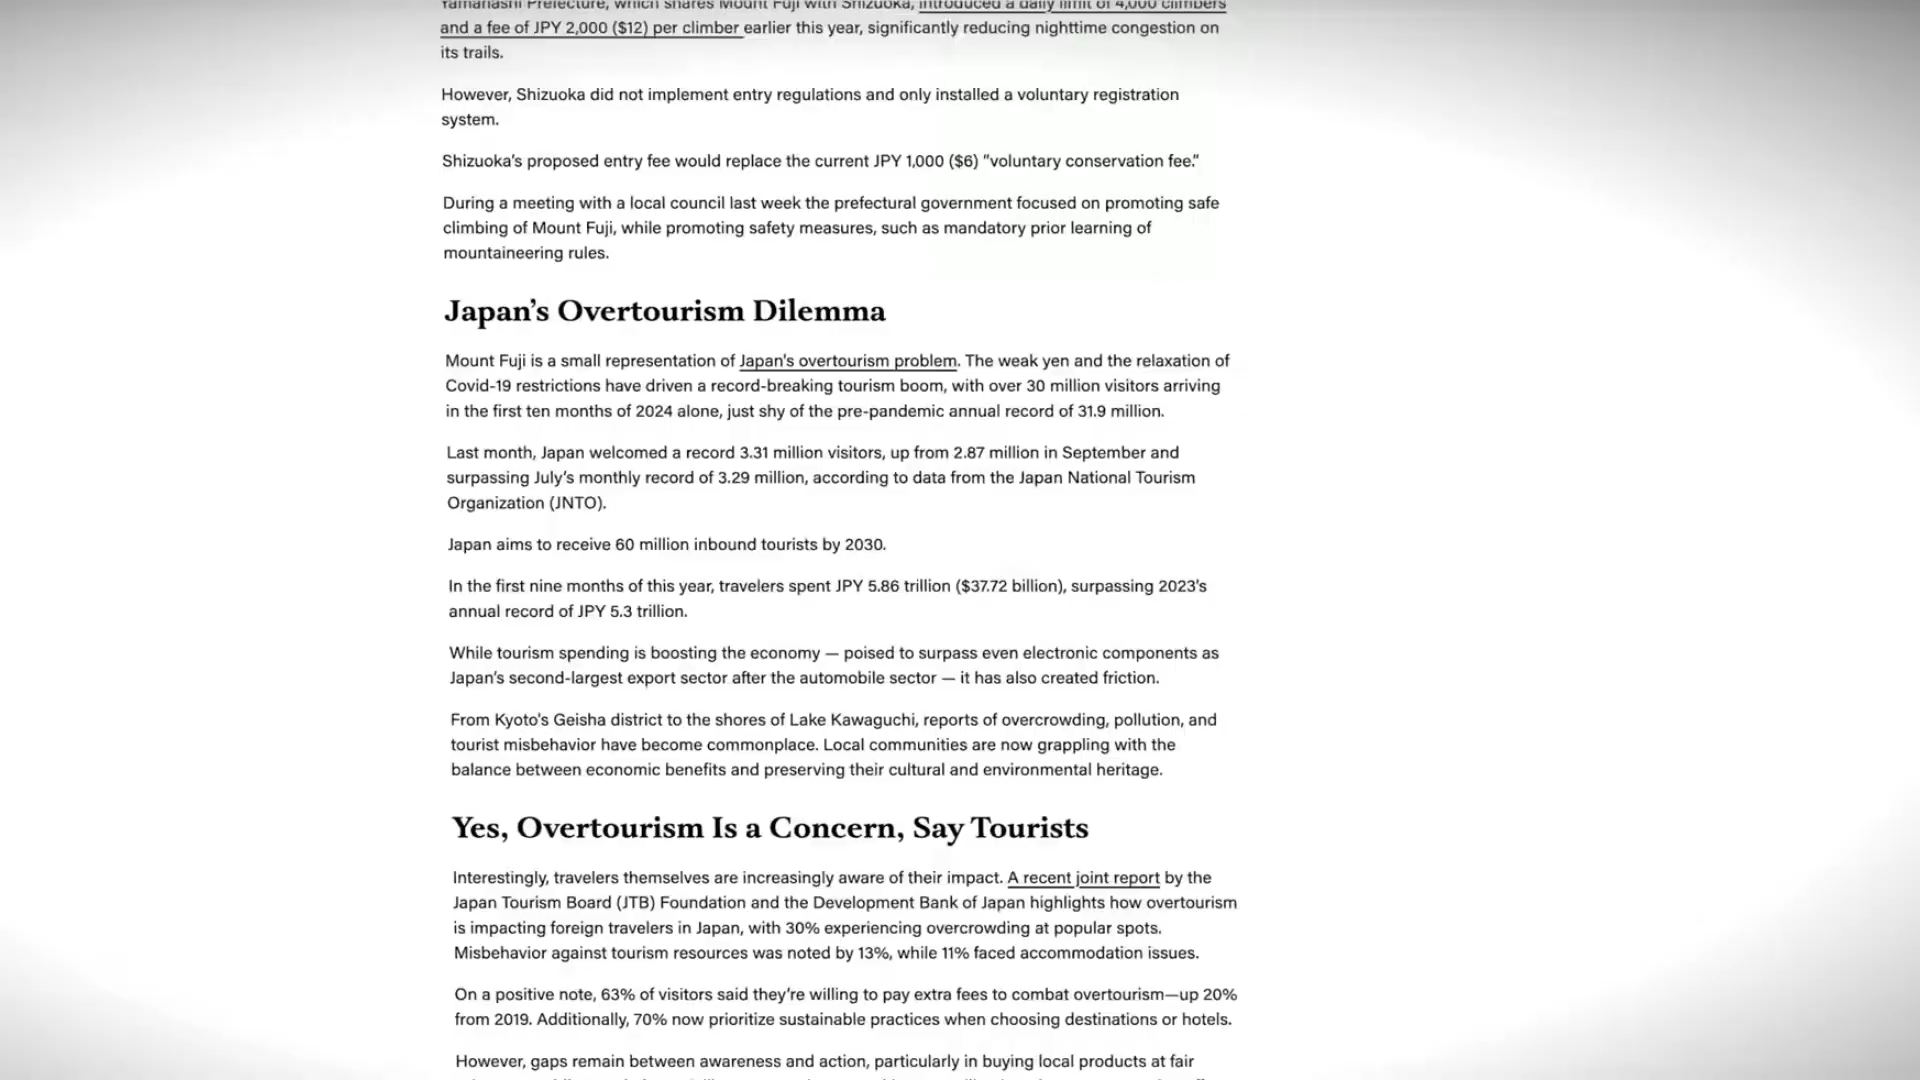 Yamanashi Prefecture, which shares Mount Fuji with Shizuoka, introduced a daily limit of 4,000 climbers
and a fee of JPY 2,000 ($12) per climber earlier this year, significantly reducing nighttime congestion on
its trails.
However, Shizuoka did not implement entry regulations and only installed a voluntary registration
system.
Shizuoka's proposed entry fee would replace the current JPY 1,000 ($6) "voluntary conservation fee."
During a meeting with a local council last week the prefectural government focused on promoting safe
climbing of Mount Fuji, while promoting safety measures, such as mandatory prior learning of
mountaineering rules.
Japan's Overtourism Dilemma
Mount Fuji is a small representation of Japan's overtourism problem. The weak yen and the relaxation of
Covid-19 restrictions have driven a record-breaking tourism boom, with over 30 million visitors arriving
in the first ten months of 2024 alone, just shy of the pre-pandemic annual record of 31.9 million.
Last month, Japan welcomed a record 3.31 million visitors, up from 2.87 million in September and
surpassing July's monthly record of 3.29 million, according to data from the Japan National Tourism
Organization (JNTO).
Japan aims to receive 60 million inbound tourists by 2030.
In the first nine months of this year, travelers spent JPY 5.86 trillion ($37.72 billion), surpassing 2023's
annual record of JPY 5.3 trillion.
While tourism spending is boosting the economy — poised to surpass even electronic components as
Japan's second-largest export sector after the automobile sector — it has also created friction.
From Kyoto's Geisha district to the shores of Lake Kawaguchi, reports of overcrowding, pollution, and
tourist misbehavior have become commonplace. Local communities are now grappling with the
balance between economic benefits and preserving their cultural and environmental heritage.
Yes, Overtourism Is a Concern, Say Tourists
Interestingly, travelers themselves are increasingly aware of their impact. A recent joint report by the
Japan Tourism Board (JTB) Foundation and the Development Bank of Japan highlights how overtourism
is impacting foreign travelers in Japan, with 30% experiencing overcrowding at popular spots.
Misbehavior against tourism resources was noted by 13%, while 11% faced accommodation issues.
On a positive note, 63% of visitors said they're willing to pay extra fees to combat overtourism—up 20%
from 2019. Additionally, 70% now prioritize sustainable practices when choosing destinations or hotels.
However, gaps remain between awareness and action, particularly in buying local products at fair